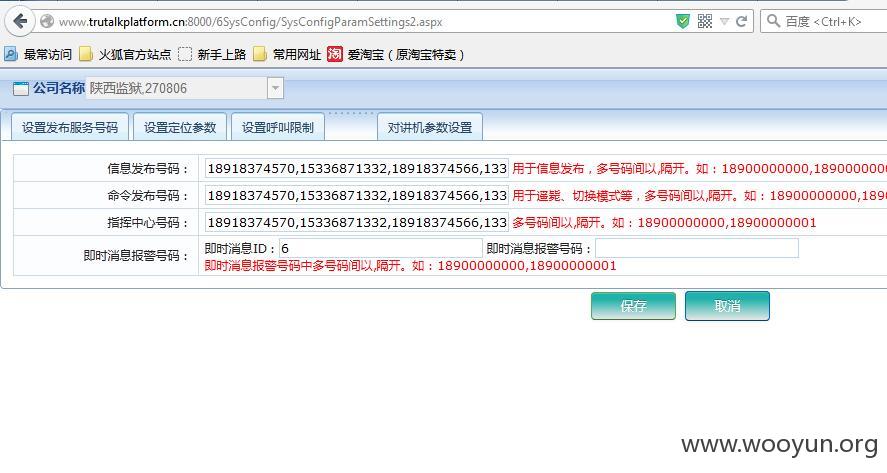 www.trutalkplatform.cn:8000/6SysConfig/SysConfigParamSettings2.aspx
百度 <Ctrl+K>
最常访问 火狐官方站点 新手上路 常用网址 淘 爱淘宝（原淘宝特卖）
公司名称 陕西监狱,270806
设置发布服务号码 设置定位参数 设置呼叫限制 对讲机参数设置
信息发布号码： 18918374570,15336871332,18918374566,133 用于信息发布，多号码间以,隔开。如：18900000000,189000000
命令发布号码： 18918374570,15336871332,18918374566,133 用于遥毙、切换模式等，多号码间以,隔开。如：18900000000,189
指挥中心号码： 18918374570,15336871332,18918374566,133 多号码间以,隔开。如：18900000000,18900000001
即时消息报警号码： 即时消息ID：6 即时消息报警号码：
即时消息报警号码中多号码间以,隔开。如：18900000000,18900000001
保存 取消
www.wooyun.org